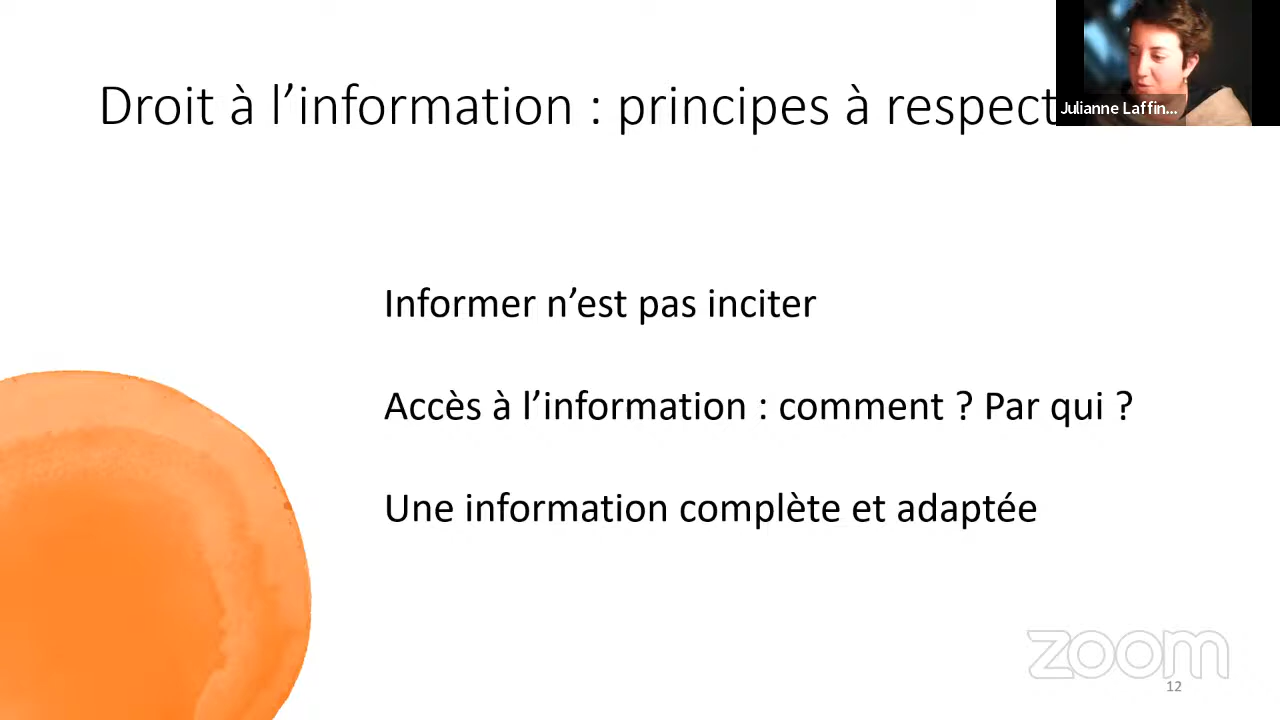 Droit à l’information : principes à respect
Julianne Laffin...
Informer n’est pas inciter
Accès à l’information : comment ? Par qui ?
Une information complète et adaptée
zoom
12